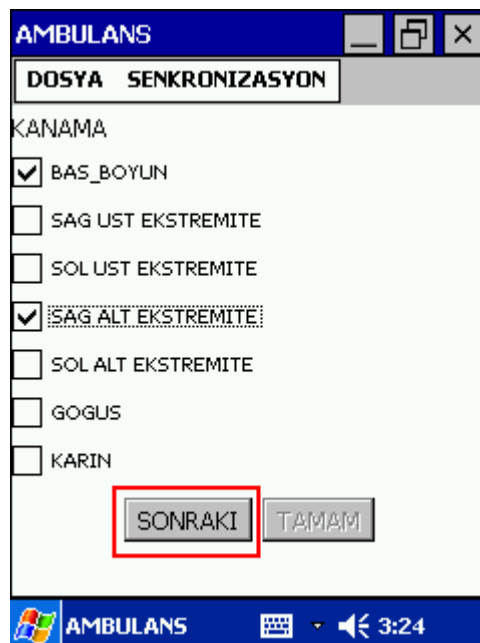 AMBULANS
DOSYA SENKRONIZASYON
KANAMA
BAS_BOYUN
SAG UST EKSTREMITE
SOL UST EKSTREMITE
SAG ALT EKSTREMITE
SOL ALT EKSTREMITE
GOGUS
KARIN
SONRAKI TAMAM
AMBULANS 3:24